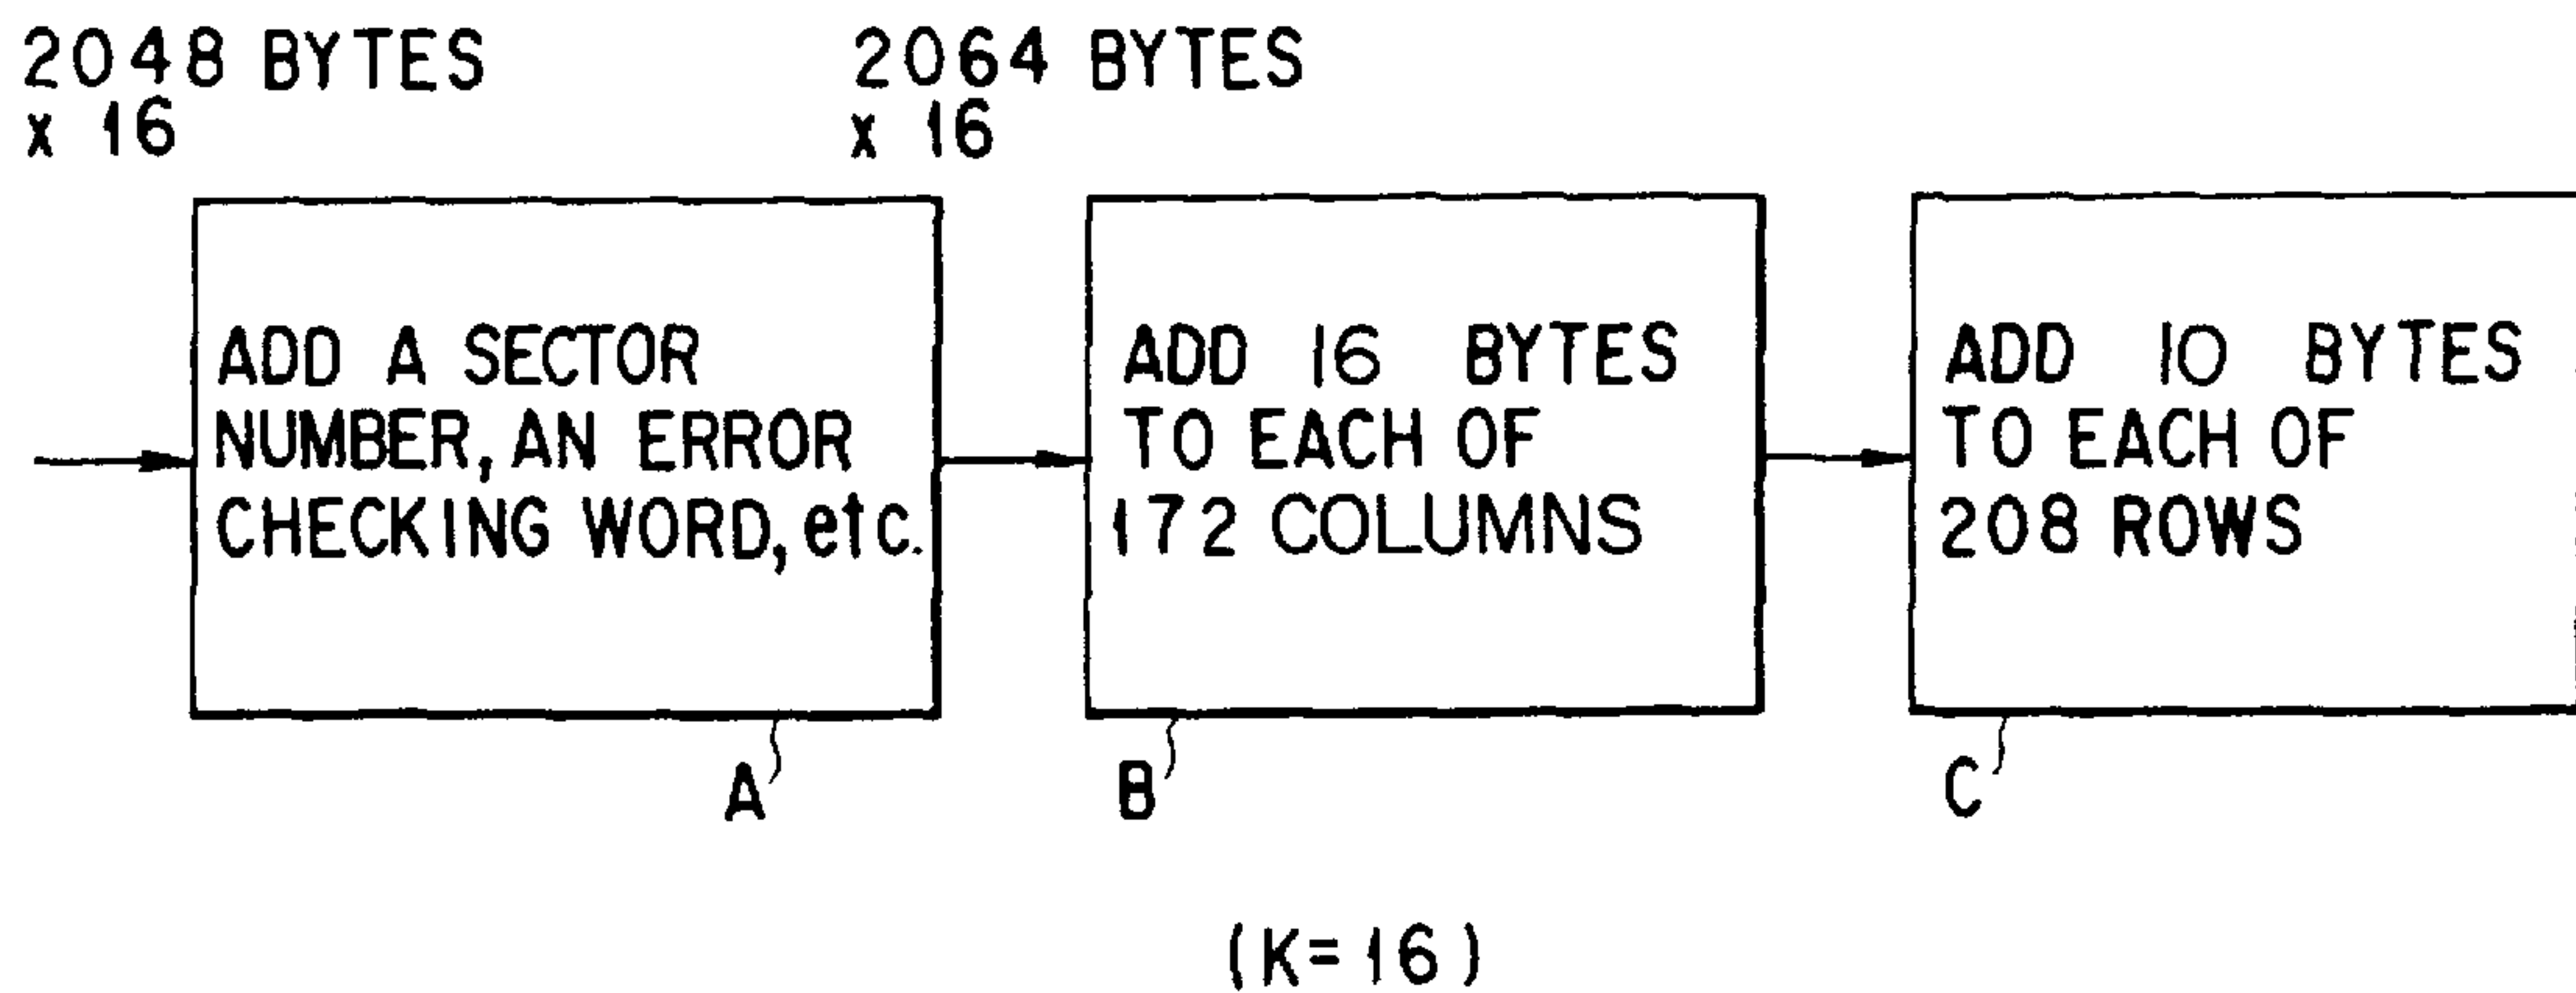 2048 BYTES
x 16
2064 BYTES
x 16
ADD A SECTOR
NUMBER, AN ERROR
CHECKING WORD, etc.
ADD 16 BYTES
TO EACH OF
172 COLUMNS
ADD 10 BYTES
TO EACH OF
208 ROWS
A
B
C
(K=16)